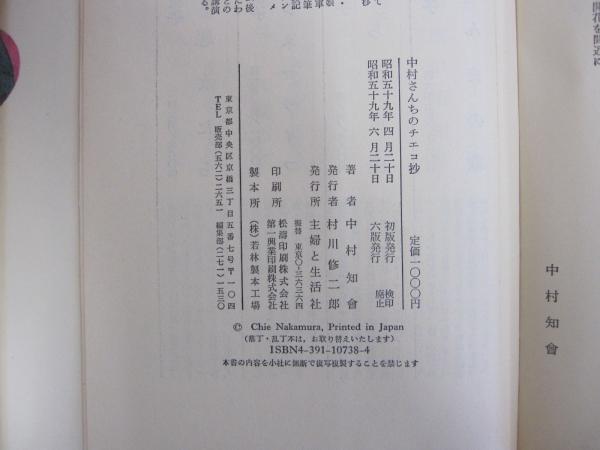 中村さんちのチエコ抄
定価一〇〇〇円
昭和五十九年 四月二十日 初版発行
昭和五十九年 六月二十日 六版発行
検印
廃止
著者 中村知會
発行者 村川修二郎
発行所 主婦と生活社
振替 東京〇–三六三六四
印刷所 松濤印刷株式会社
第一興業印刷株式会社
製本所 (株)若林製本工場
東京都中央区京橋三丁目五番七号〒一〇四
TEL 販売部(五六二)二六五一 編集部(二七一)一五三〇
© Chie Nakamura, Printed in Japan
(落丁・乱丁本は，お取り替えいたします)
ISBN4-391-10738-4
本書の内容を小社に無断で複写複製することを禁じます
中村知會